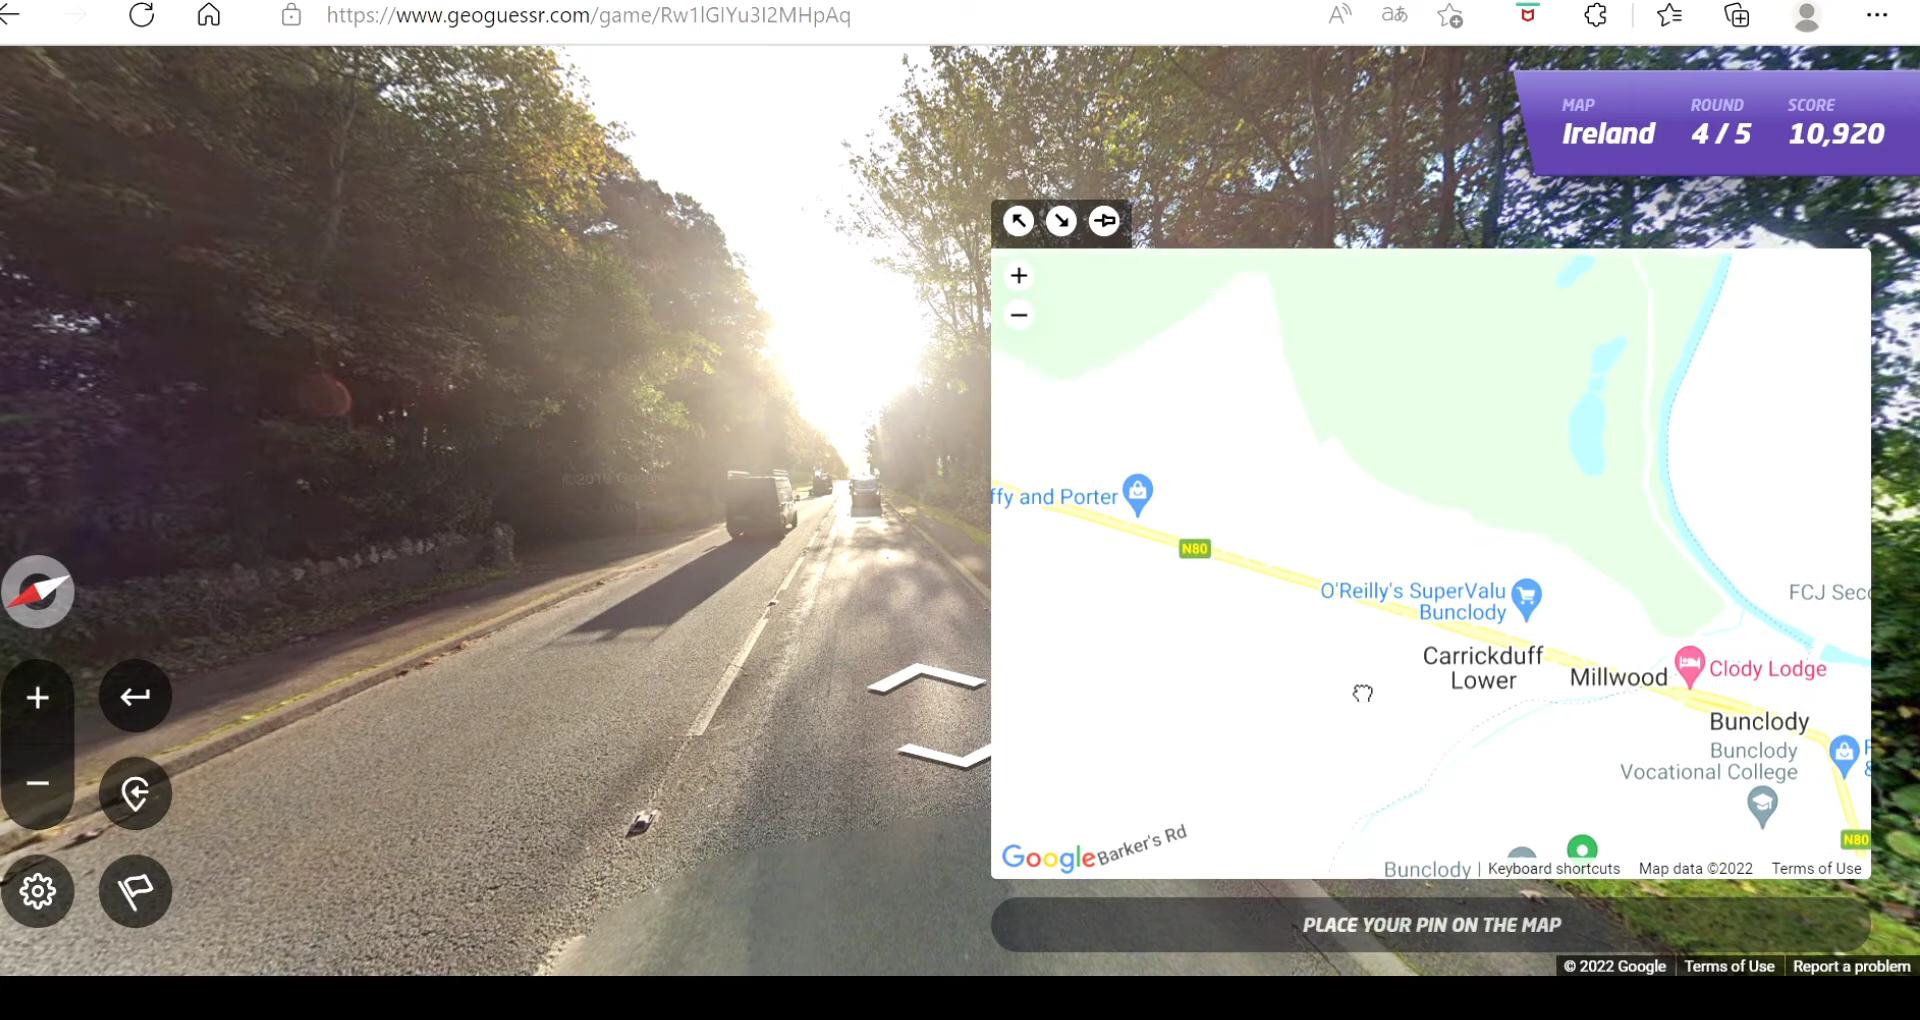 https://www.geoguessr.com/game/Rw1lGlYu3I2MHpAq
MAP ROUND SCORE
Ireland 4 / 5 10,920
ffy and Porter
N80
O'Reilly's SuperValu
Bunclody
FCJ Seco
Carrickduff
Lower
Millwood
Clody Lodge
Bunclody
Bunclody
Vocational College
N80
Barker's Rd
Google
Bunclody
Keyboard shortcuts Map data ©2022 Terms of Use
PLACE YOUR PIN ON THE MAP
© 2022 Google Terms of Use Report a problem